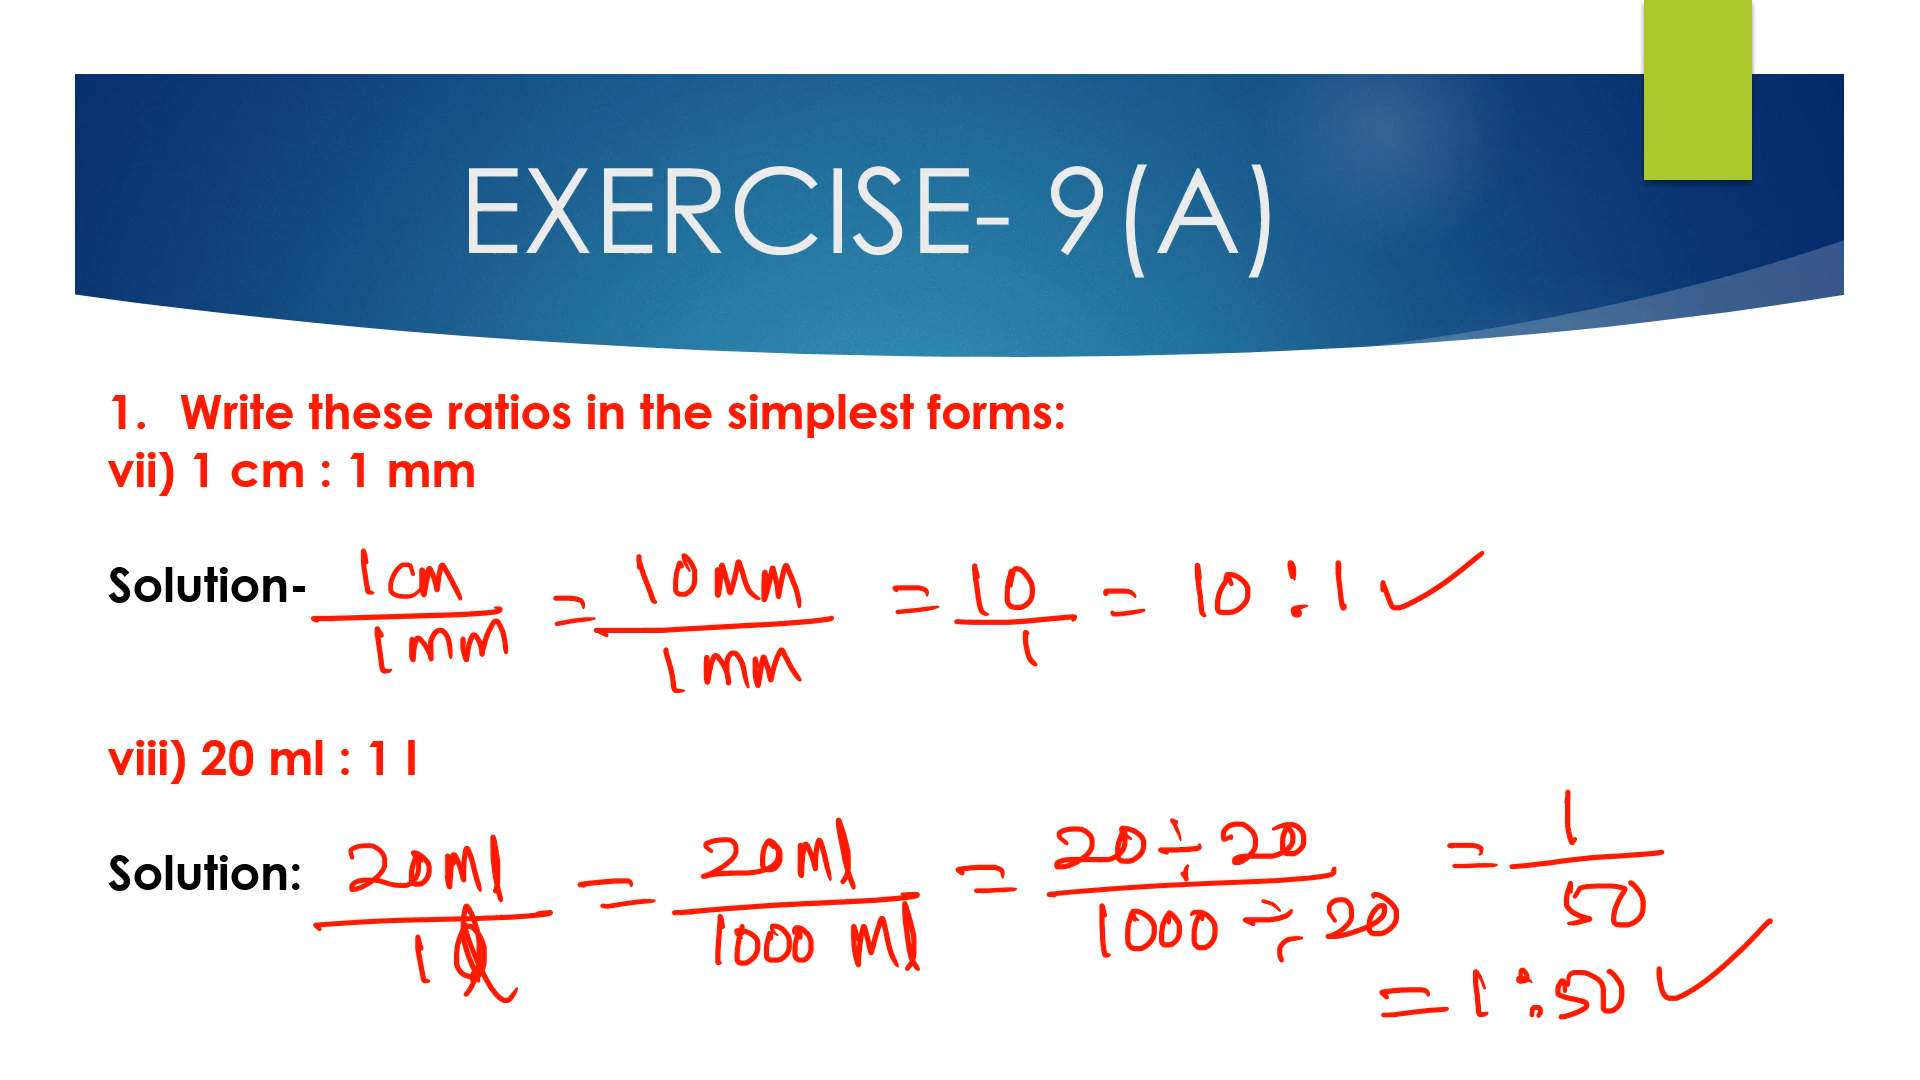 EXERCISE- 9(A)
1. Write these ratios in the simplest forms:
vii) 1 cm : 1 mm
Solution- 1cm/1mm = 10mm/1mm = 10/1 = 10 : 1 ✓
viii) 20 ml : 1 l
Solution: 20ml/1l = 20ml/1000 ml = 20÷20/1000÷20 = 1/50
= 1:50 ✓